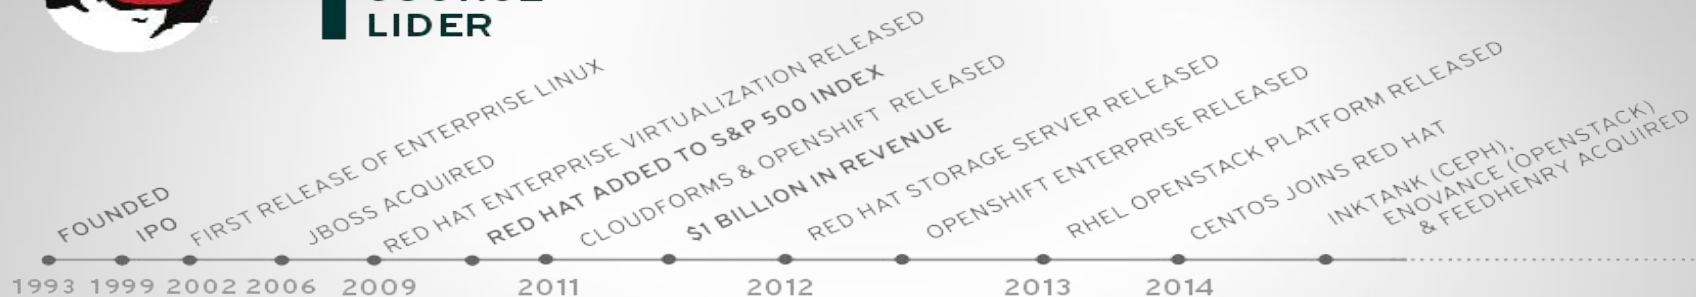 LIDER
FOUNDED
IPO
FIRST RELEASE OF ENTERPRISE LINUX
JBOSS ACQUIRED
RED HAT ENTERPRISE VIRTUALIZATION RELEASED
RED HAT ADDED TO S&P 500 INDEX
CLOUDFORMS & OPENSHIFT RELEASED
$1 BILLION IN REVENUE
RED HAT STORAGE SERVER RELEASED
OPENSHIFT ENTERPRISE RELEASED
RHEL OPENSTACK PLATFORM RELEASED
CENTOS JOINS RED HAT
INKTANK (CEPH),
ENOVANCE (OPENSTACK)
& FEEDHENRY ACQUIRED
1993 1999 2002 2006 2009 2011 2012 2013 2014